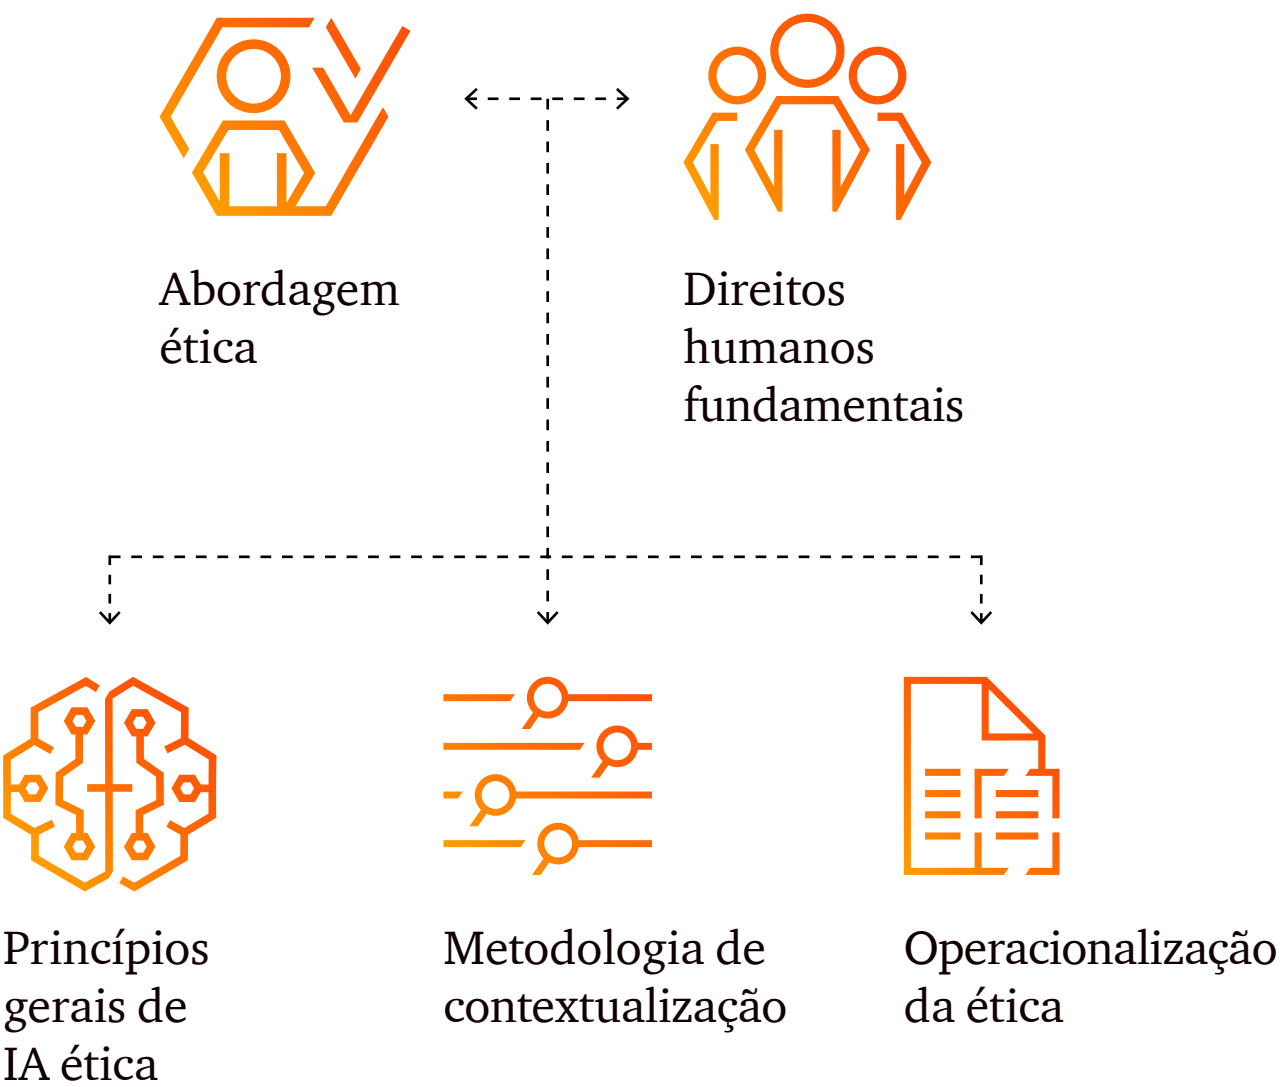 Abordagem
ética
Direitos
humanos
fundamentais
Princípios
gerais de
IA ética
Metodologia de
contextualização
Operacionalização
da ética